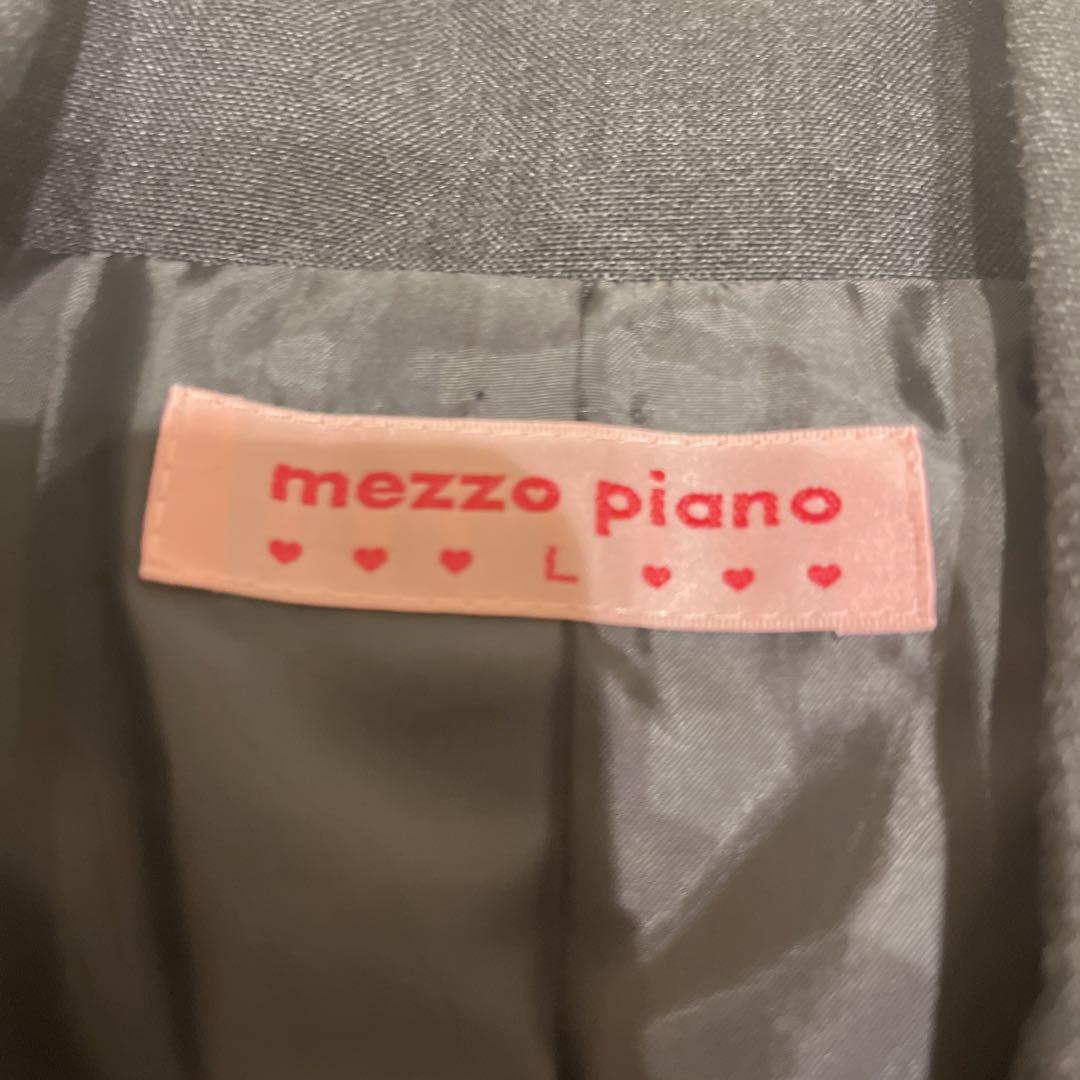 mezzo piano
♥ ♥ ♥ L ♥ ♥ ♥